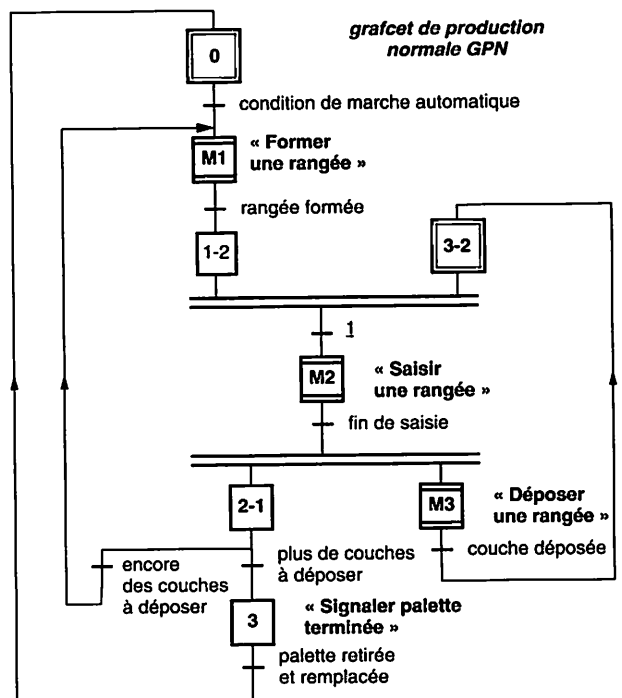 grafcet de production
normale GPN
0
condition de marche automatique
M1
« Former
une rangée »
rangée formée
1-2
3-2
1
M2
« Saisir
une rangée »
fin de saisie
2-1
M3
« Déposer
une rangée »
encore
des couches
à déposer
plus de couches
à déposer
couche déposée
3
« Signaler palette
terminée »
palette retirée
et remplacée